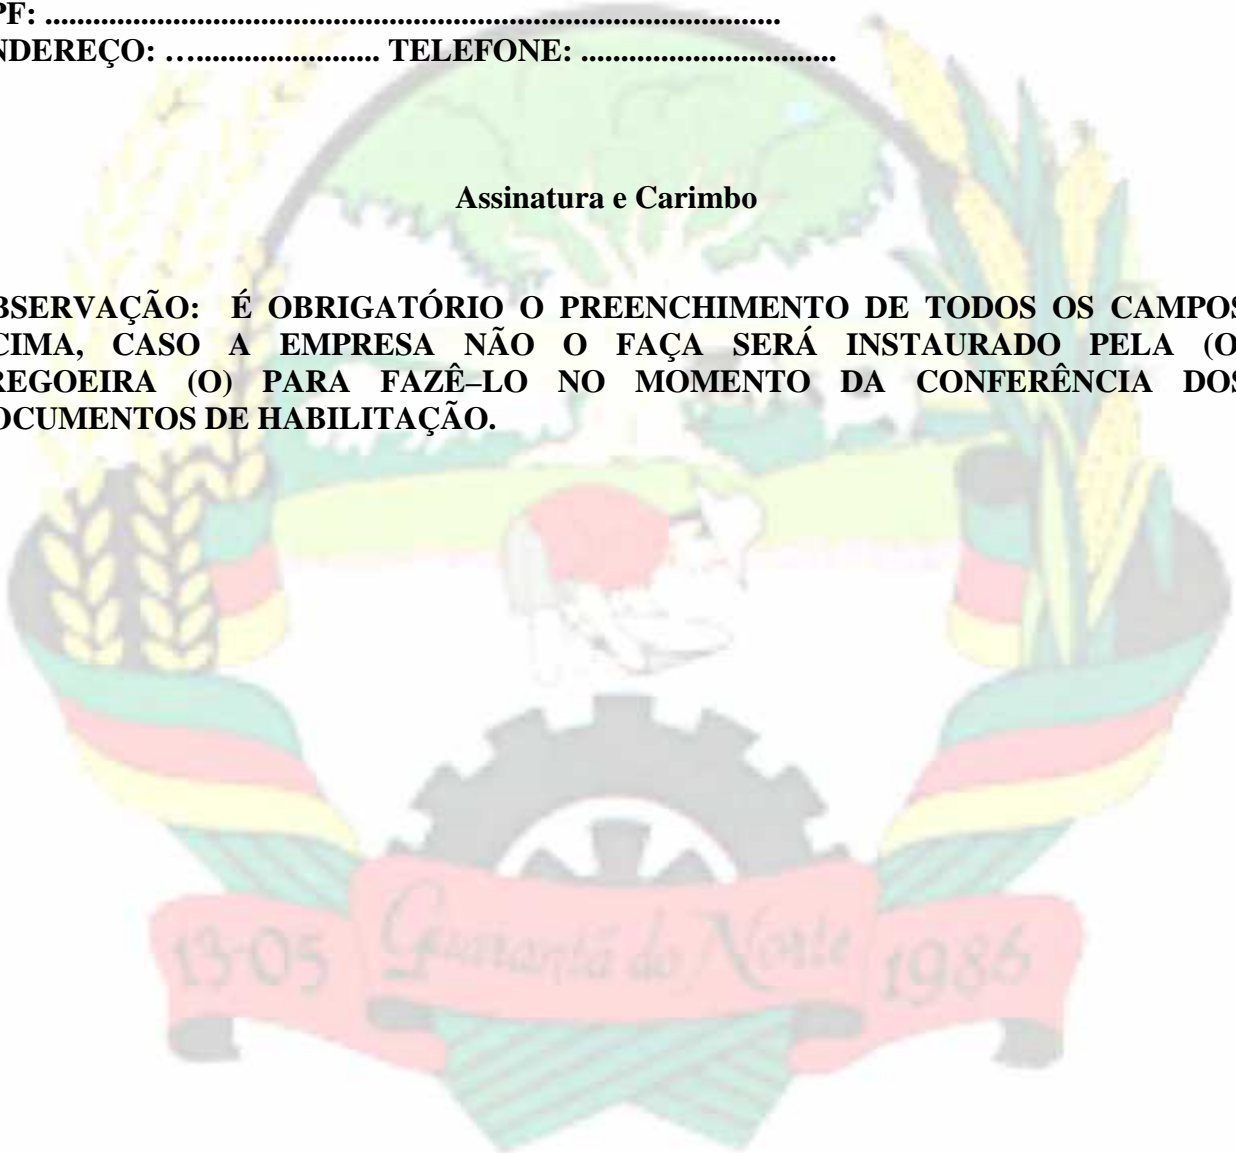 PF: ............................................................................................
NDEREÇO: …....................... TELEFONE: ................................
Assinatura e Carimbo
BSERVAÇÃO: É OBRIGATÓRIO O PREENCHIMENTO DE TODOS OS CAMPOS
CIMA, CASO A EMPRESA NÃO O FAÇA SERÁ INSTAURADO PELA (O
REGOEIRA (O) PARA FAZÊ–LO NO MOMENTO DA CONFERÊNCIA DOS
OCUMENTOS DE HABILITAÇÃO.
13-05 Guarantã do Norte 1986